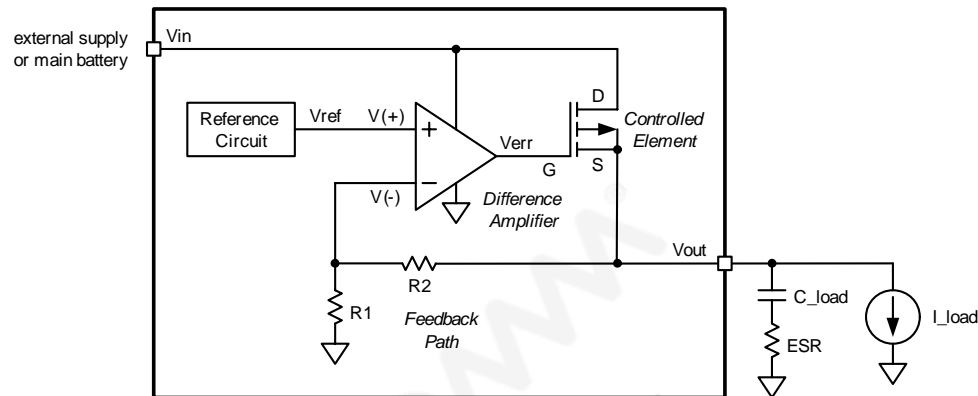 external supply
or main battery
Vin
Reference
Circuit
Vref
V(+)
+
Verr
D
G
S
Controlled
Element
V(-)
−
Difference
Amplifier
Vout
R2
R1
Feedback
Path
C_load
ESR
I_load